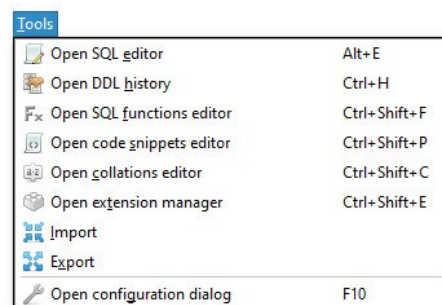 Tools
Open SQL editor Alt+E
Open DDL history Ctrl+H
Fx Open SQL functions editor Ctrl+Shift+F
Open code snippets editor Ctrl+Shift+P
a-z Open collations editor Ctrl+Shift+C
Open extension manager Ctrl+Shift+E
Import
Export
Open configuration dialog F10